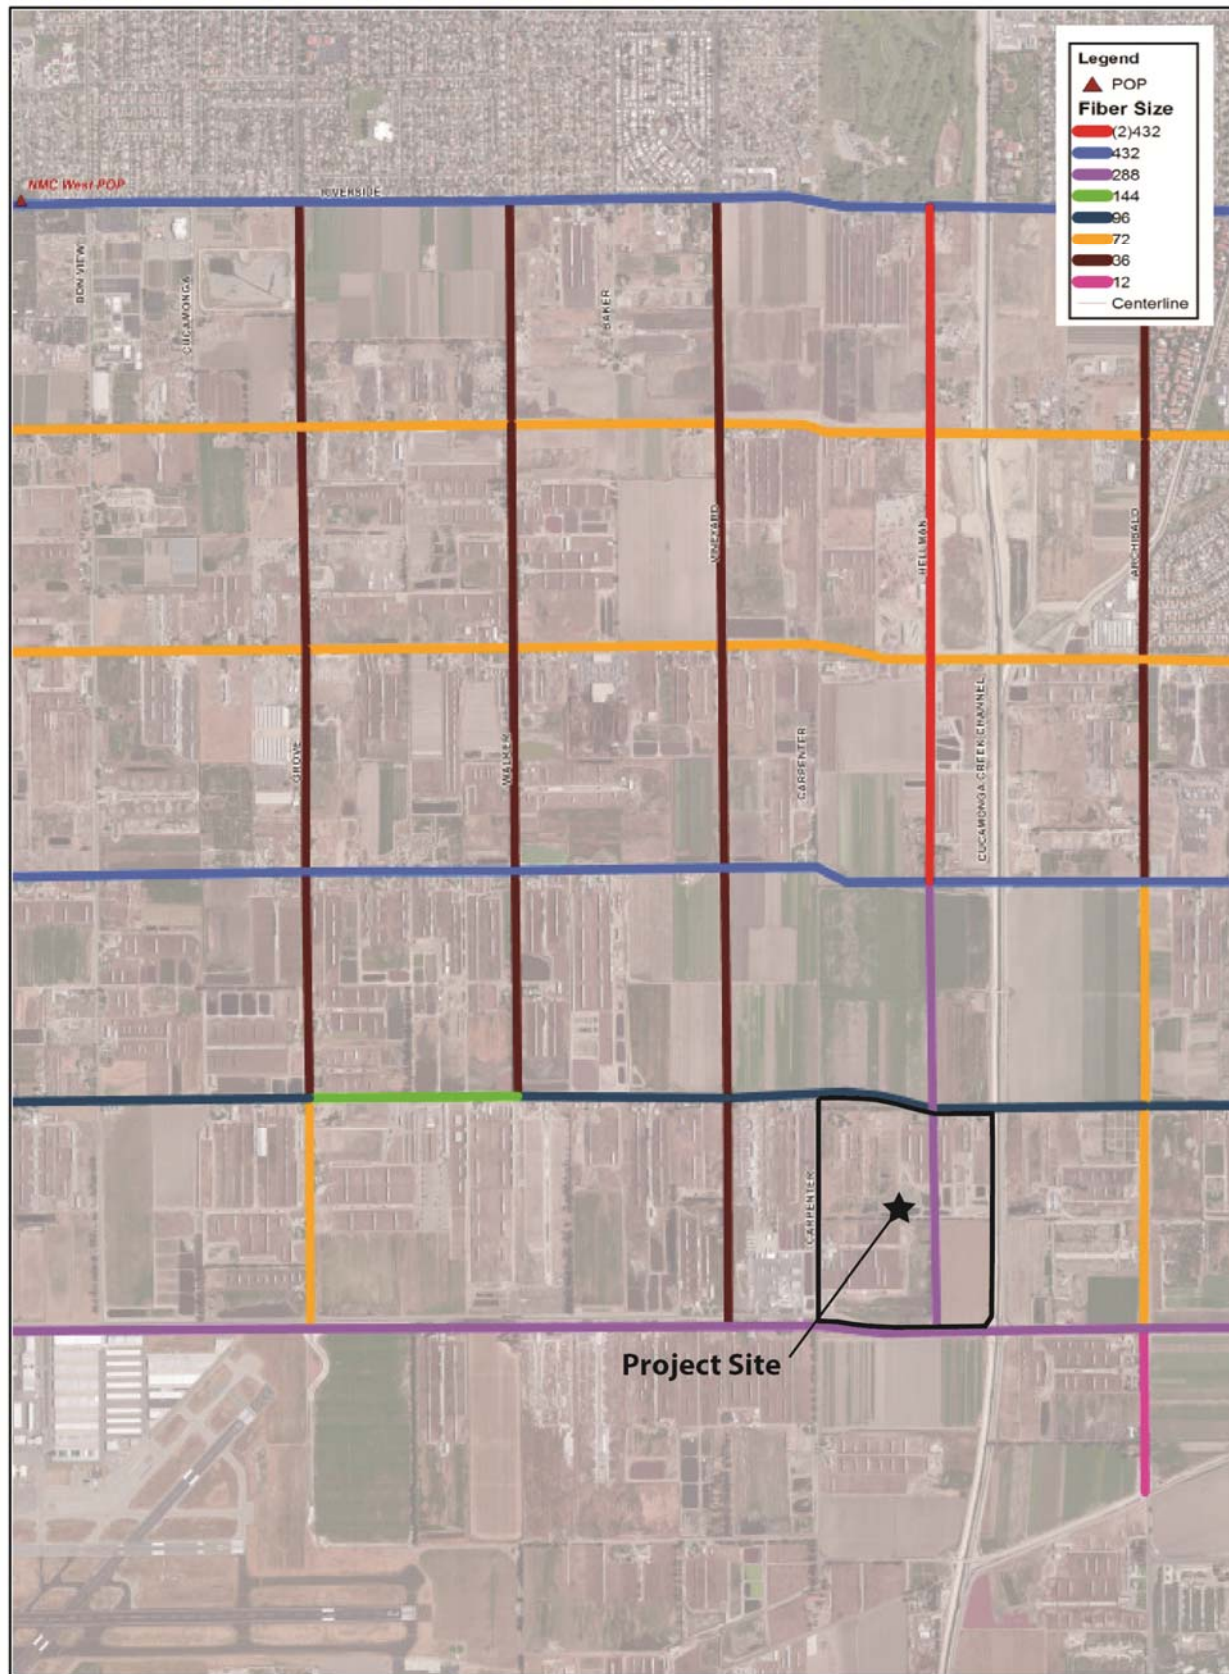 Legend
POP
Fiber Size
(2)432
432
288
144
96
72
36
12
Centerline
NMC West POP
RIVERSIDE
BON VIEW
CUCAMONGA
BAKER
VINEYARD
HELLMAN
ARCHIBALD
GROVE
WALKER
CARPENTER
CUCAMONGA CREEK CHANNEL
CARPENTER
Project Site